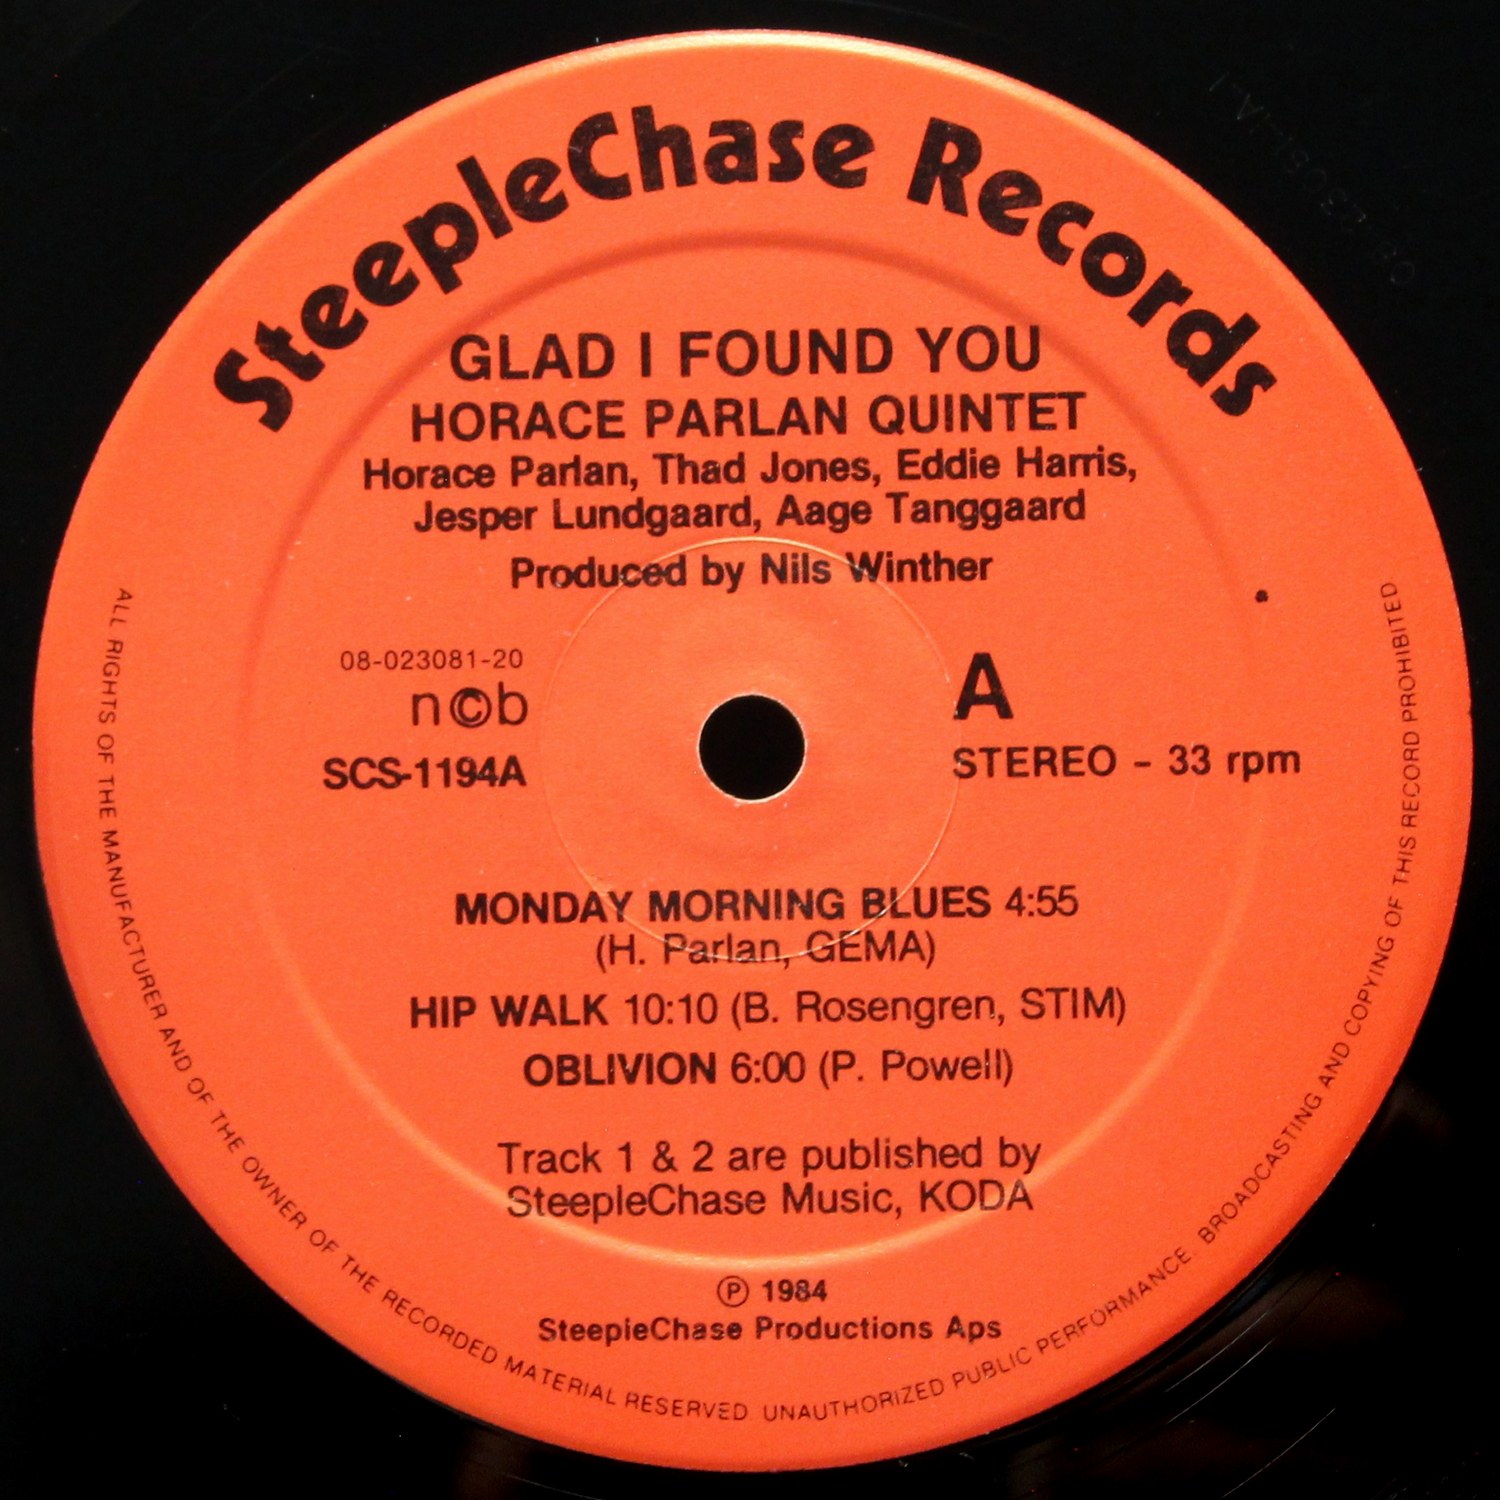 SteepleChase Records
GLAD I FOUND YOU
HORACE PARLAN QUINTET
Horace Parlan, Thad Jones, Eddie Harris,
Jesper Lundgaard, Aage Tanggaard
Produced by Nils Winther
08-023081-20
n©b
SCS-1194A
A
STEREO - 33 rpm
MONDAY MORNING BLUES 4:55
(H. Parlan, GEMA)
HIP WALK 10:10 (B. Rosengren, STIM)
OBLIVION 6:00 (P. Powell)
Track 1 & 2 are published by
SteepleChase Music, KODA
℗ 1984
SteepleChase Productions Aps
ALL RIGHTS OF THE MANUFACTURER AND OF THE OWNER OF THE RECORDED MATERIAL RESERVED. UNAUTHORIZED PUBLIC PERFORMANCE. BROADCASTING AND COPYING OF THIS RECORD PROHIBITED